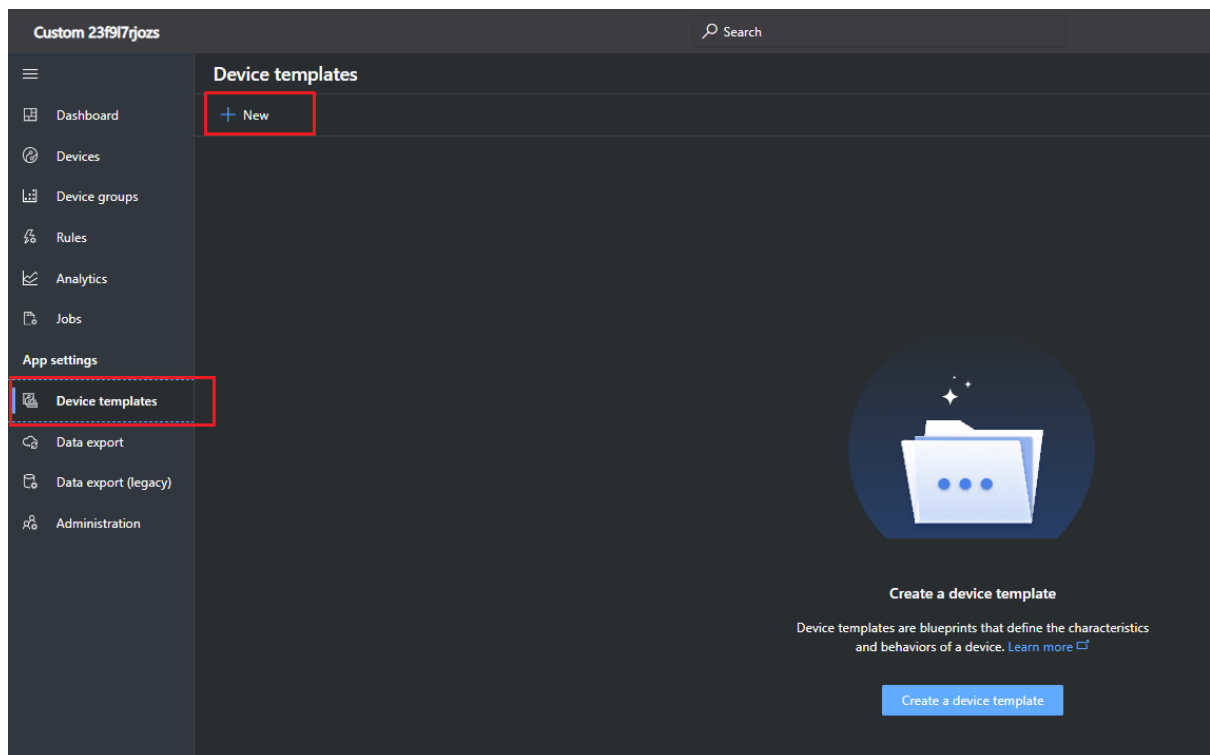 Custom 23f9l7rjozs
Search
Device templates
New
Dashboard
Devices
Device groups
Rules
Analytics
Jobs
App settings
Device templates
Data export
Data export (legacy)
Administration
Create a device template
Device templates are blueprints that define the characteristics
and behaviors of a device. Learn more
Create a device template